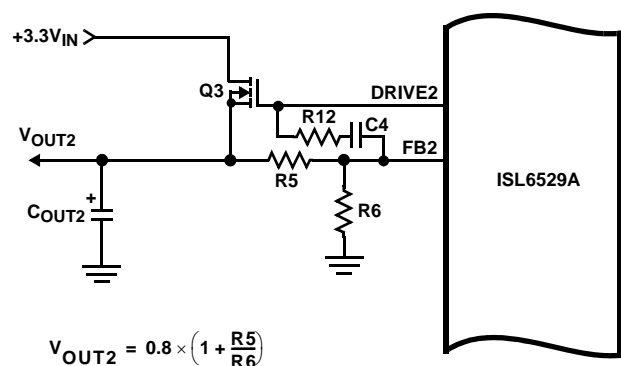 +3.3VIN
Q3
DRIVE2
R12
C4
VOUT2
FB2
R5
ISL6529A
+
COUT2
R6
VOUT2 = 0.8 × (1 + R5/R6)